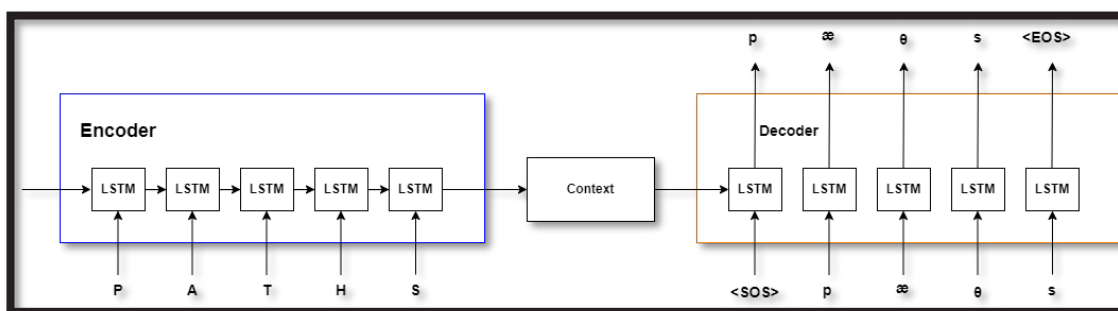 p æ θ s <EOS>
Encoder
Decoder
LSTM LSTM LSTM LSTM LSTM Context LSTM LSTM LSTM LSTM LSTM
P A T H S <SOS> p æ θ s